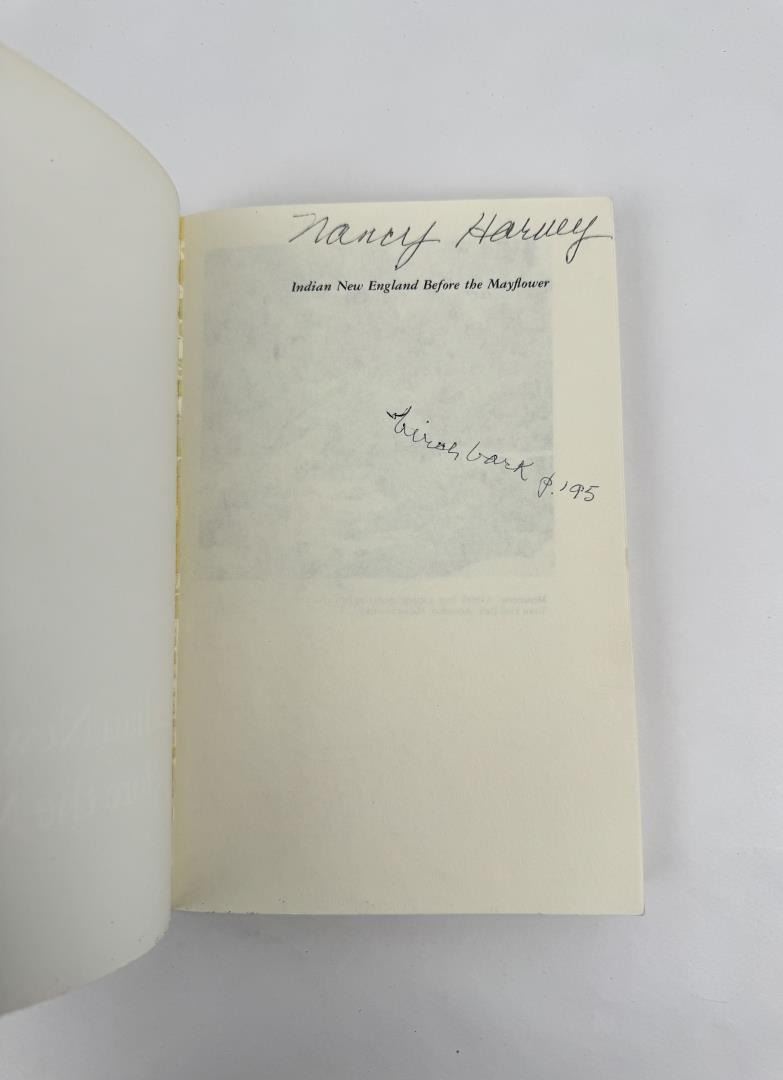 Nancy Harvey
Indian New England Before the Mayflower
birch bark p. 195